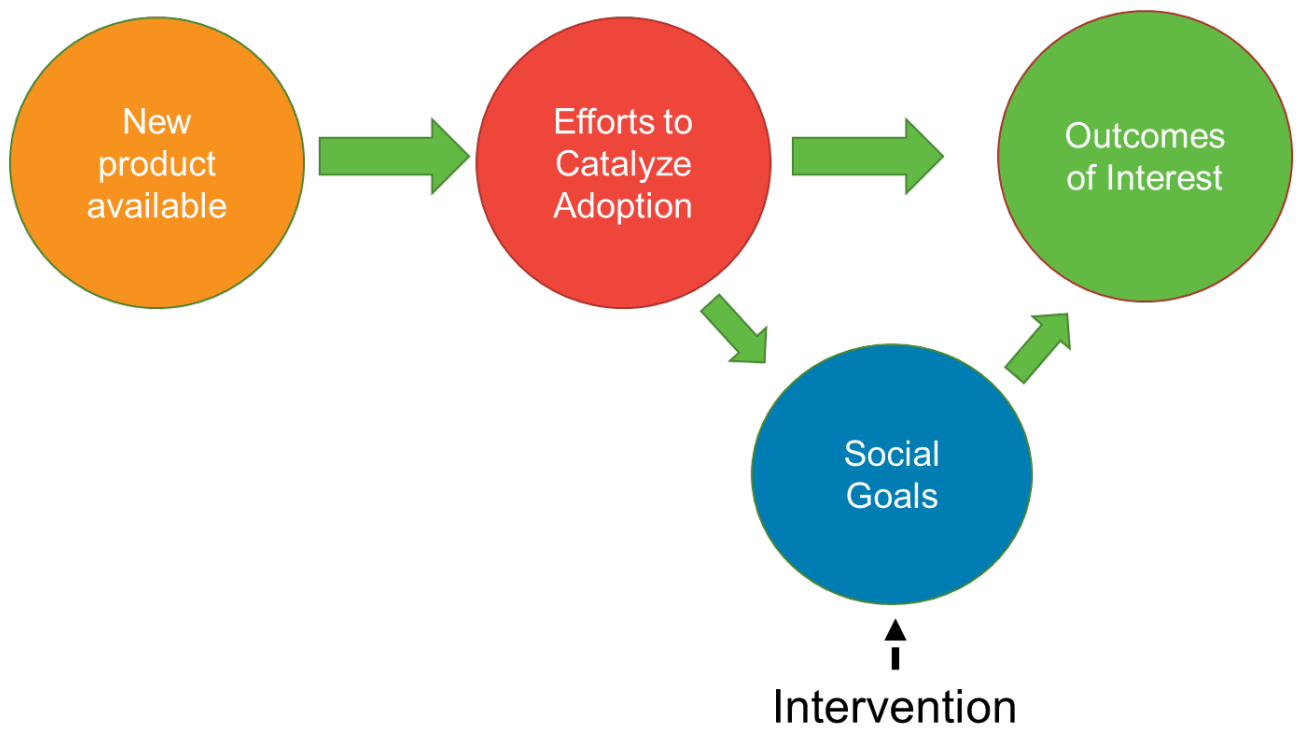 New
product
available
Efforts to
Catalyze
Adoption
Outcomes
of Interest
Social
Goals
Intervention